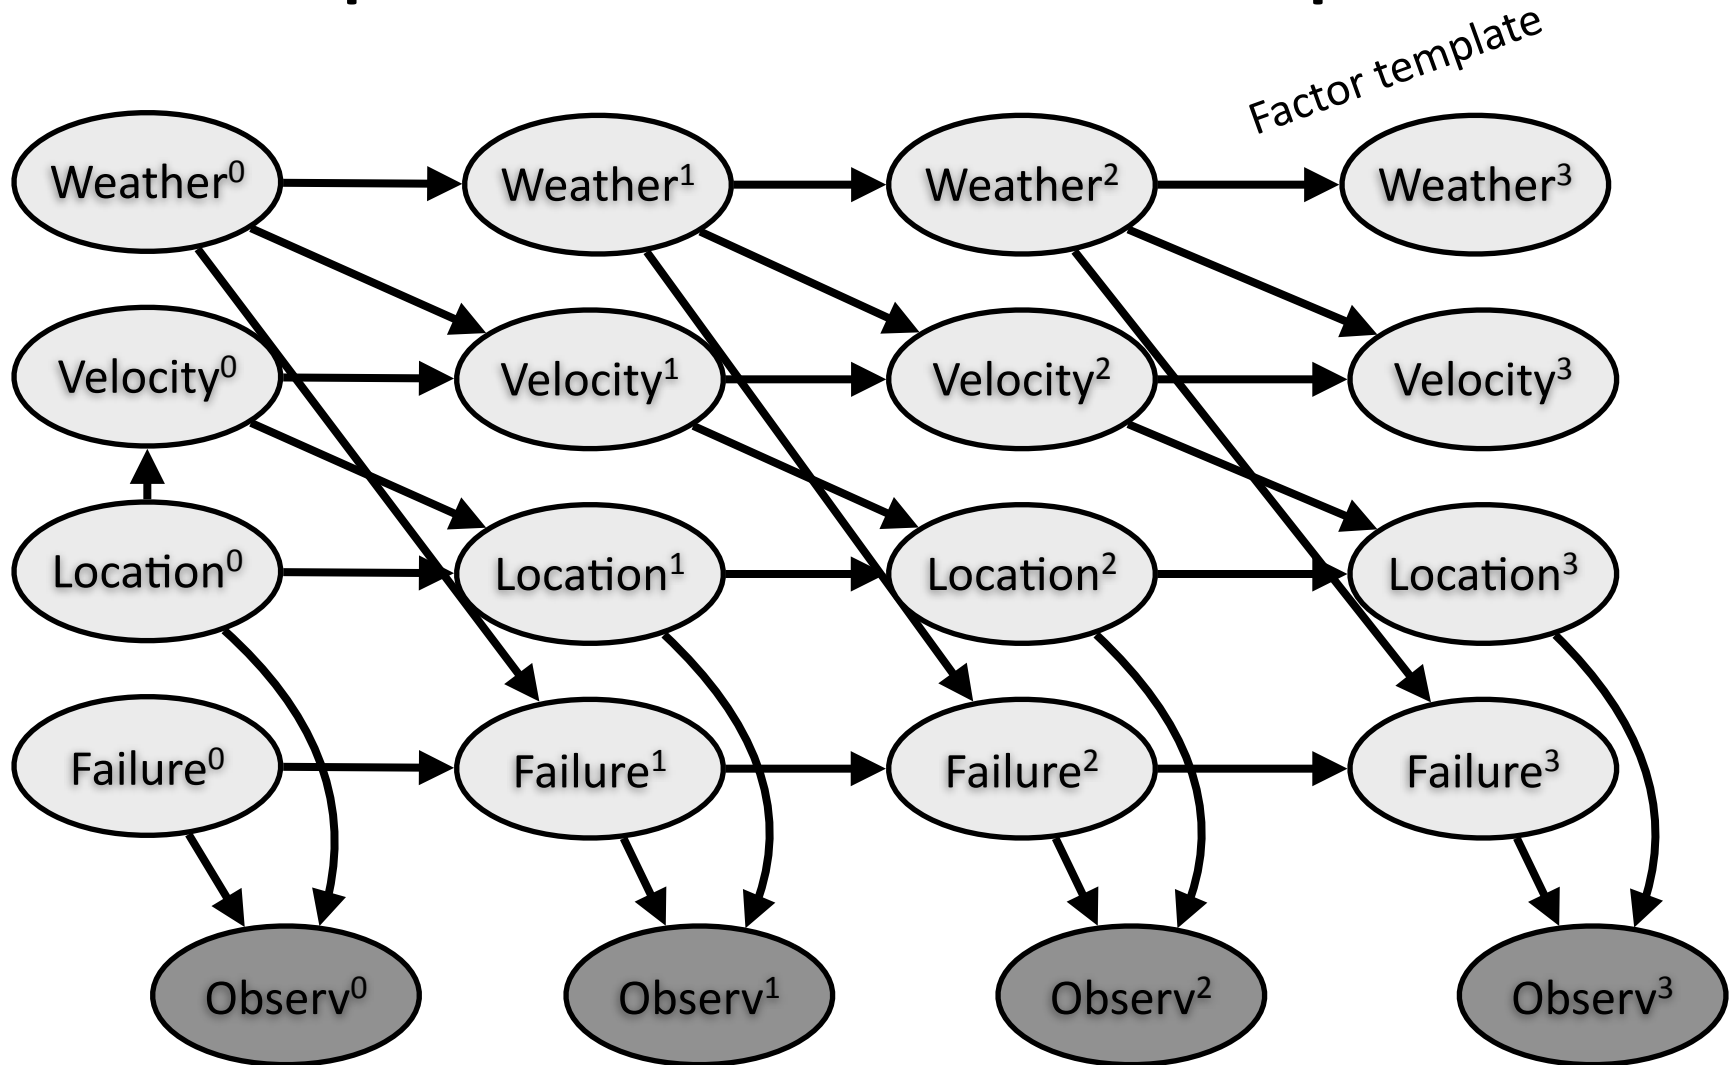 Factor template
Weather⁰ Weather¹ Weather² Weather³
Velocity⁰ Velocity¹ Velocity² Velocity³
Location⁰ Location¹ Location² Location³
Failure⁰ Failure¹ Failure² Failure³
Observ⁰ Observ¹ Observ² Observ³